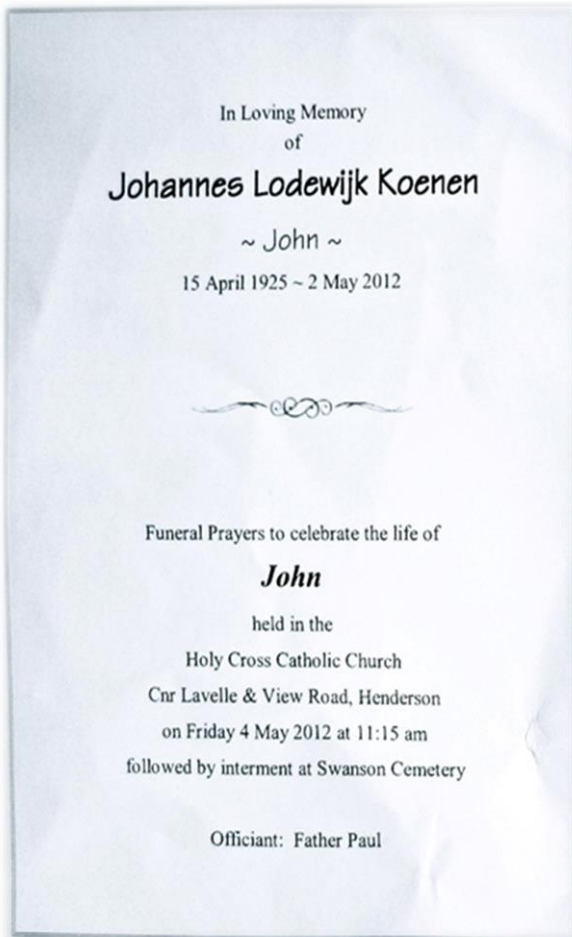 In Loving Memory
of
Johannes Lodewijk Koenen
~ John ~
15 April 1925 ~ 2 May 2012
Funeral Prayers to celebrate the life of
John
held in the
Holy Cross Catholic Church
Cnr Lavelle & View Road, Henderson
on Friday 4 May 2012 at 11:15 am
followed by interment at Swanson Cemetery
Officiant: Father Paul